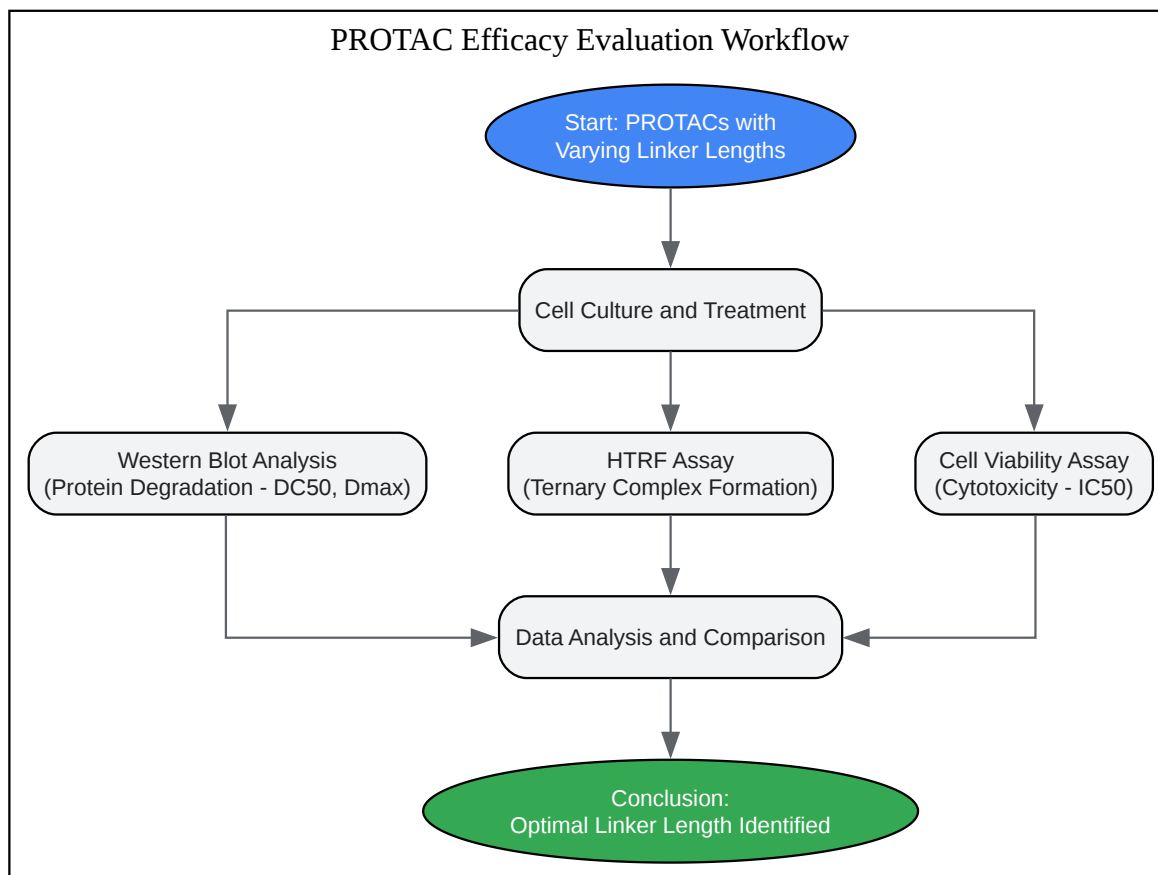 PROTAC Efficacy Evaluation Workflow
Start: PROTACs with
Varying Linker Lengths
Cell Culture and Treatment
Western Blot Analysis
(Protein Degradation - DC50, Dmax)
HTRF Assay
(Ternary Complex Formation)
Cell Viability Assay
(Cytotoxicity - IC50)
Data Analysis and Comparison
Conclusion:
Optimal Linker Length Identified